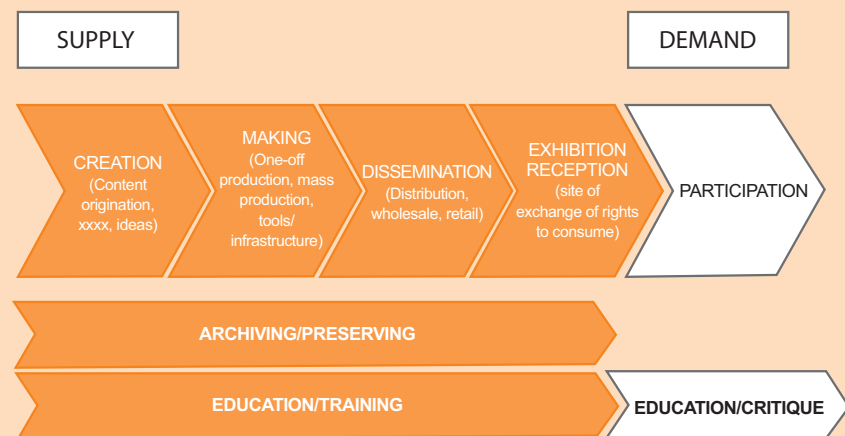 SUPPLY
DEMAND
CREATION
(Content
origination,
xxxx, ideas)
MAKING
(One-off
production, mass
production,
tools/
infrastructure)
DISSEMINATION
(Distribution,
wholesale, retail)
EXHIBITION
RECEPTION
(site of
exchange of rights
to consume)
PARTICIPATION
ARCHIVING/PRESERVING
EDUCATION/TRAINING
EDUCATION/CRITIQUE